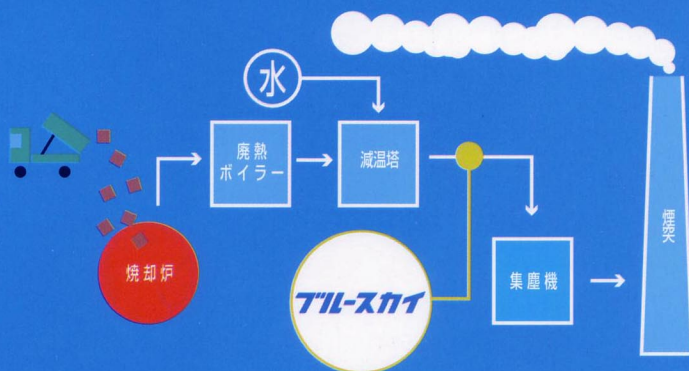 水
廃熱
ボイラー
減温塔
焼却炉
ブルースカイ
集塵機
煙突